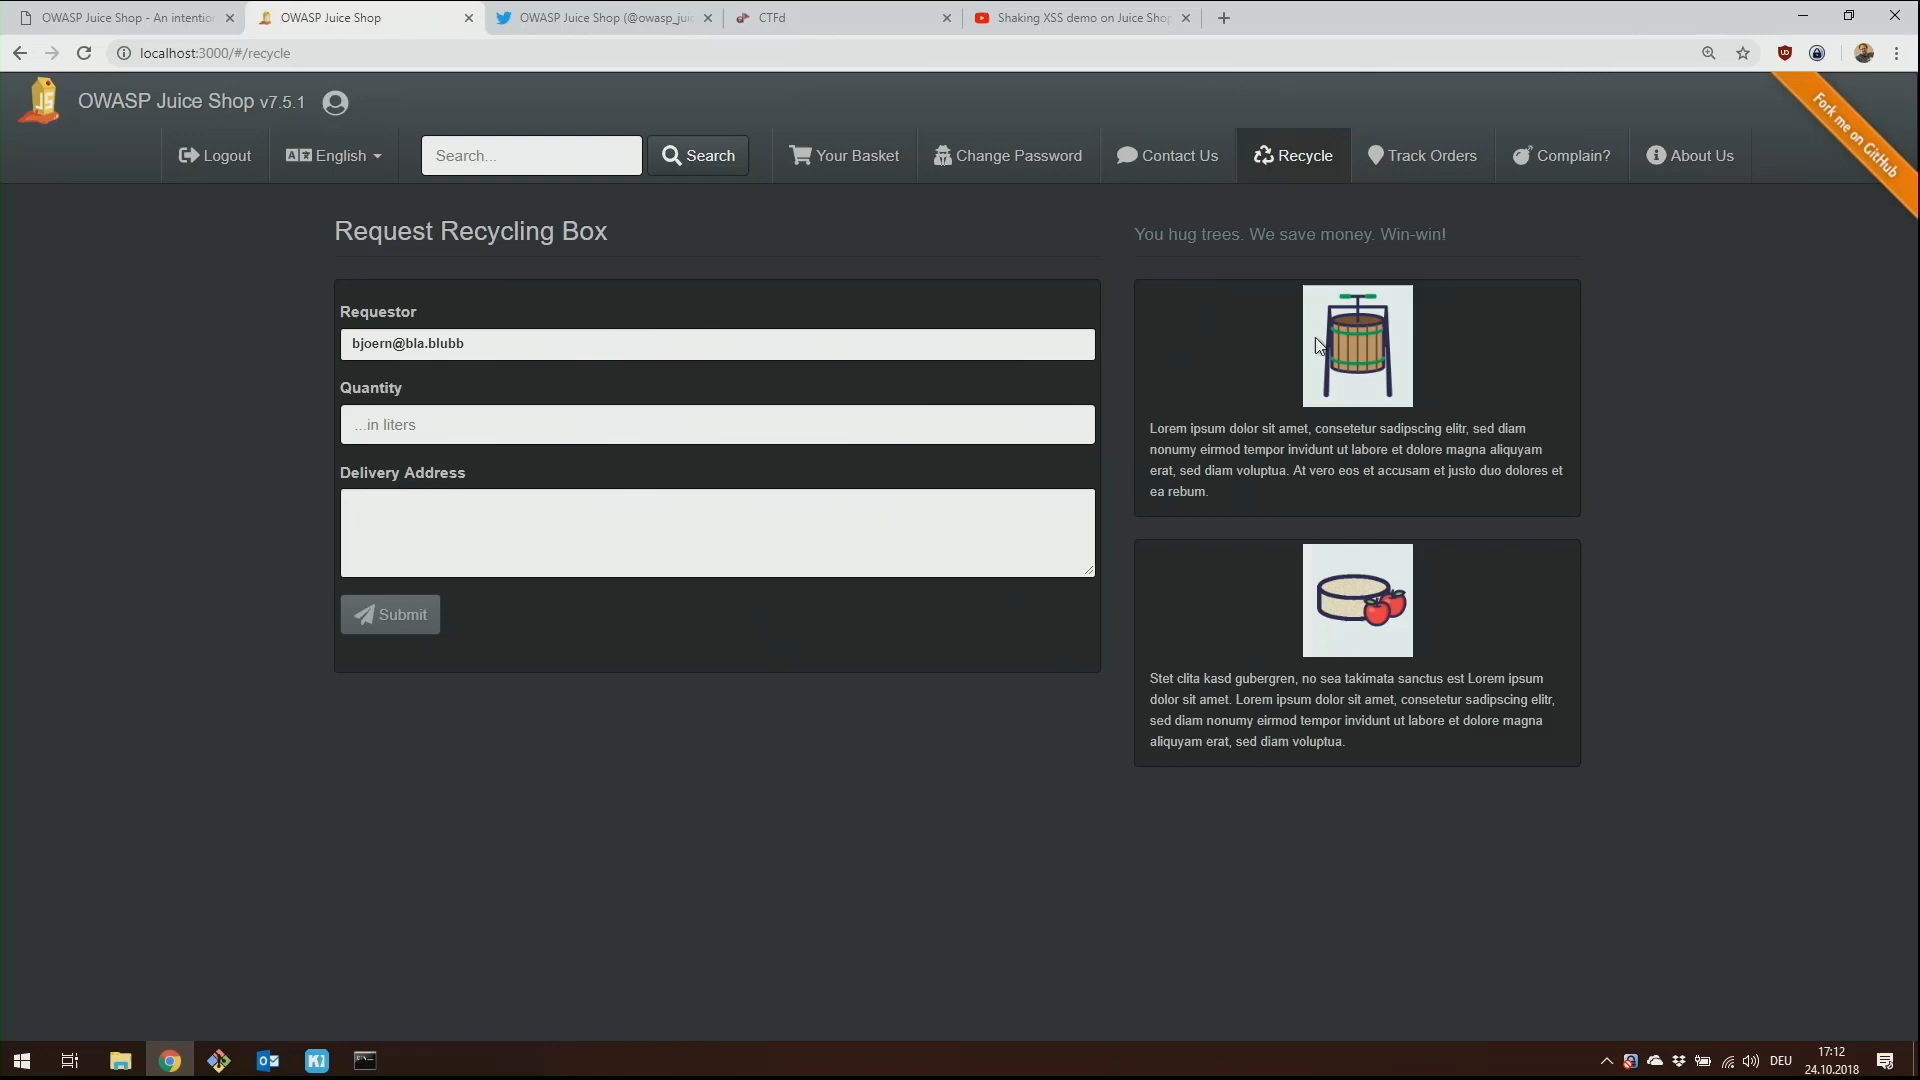 OWASP Juice Shop - An intention
OWASP Juice Shop
OWASP Juice Shop (@owasp_juic
CTFd
Shaking XSS demo on Juice Shop
localhost:3000/#/recycle
Fork me on GitHub
JS
OWASP Juice Shop v7.5.1
Logout
English
Search...
Search
Your Basket
Change Password
Contact Us
Recycle
Track Orders
Complain?
About Us
Request Recycling Box
You hug trees. We save money. Win-win!
Requestor
bjoern@bla.blubb
Quantity
...in liters
Delivery Address
Submit
Lorem ipsum dolor sit amet, consetetur sadipscing elitr, sed diam
nonumy eirmod tempor invidunt ut labore et dolore magna aliquyam
erat, sed diam voluptua. At vero eos et accusam et justo duo dolores et
ea rebum.
Stet clita kasd gubergren, no sea takimata sanctus est Lorem ipsum
dolor sit amet. Lorem ipsum dolor sit amet, consetetur sadipscing elitr,
sed diam nonumy eirmod tempor invidunt ut labore et dolore magna
aliquyam erat, sed diam voluptua.
DEU
17:12
24.10.2018